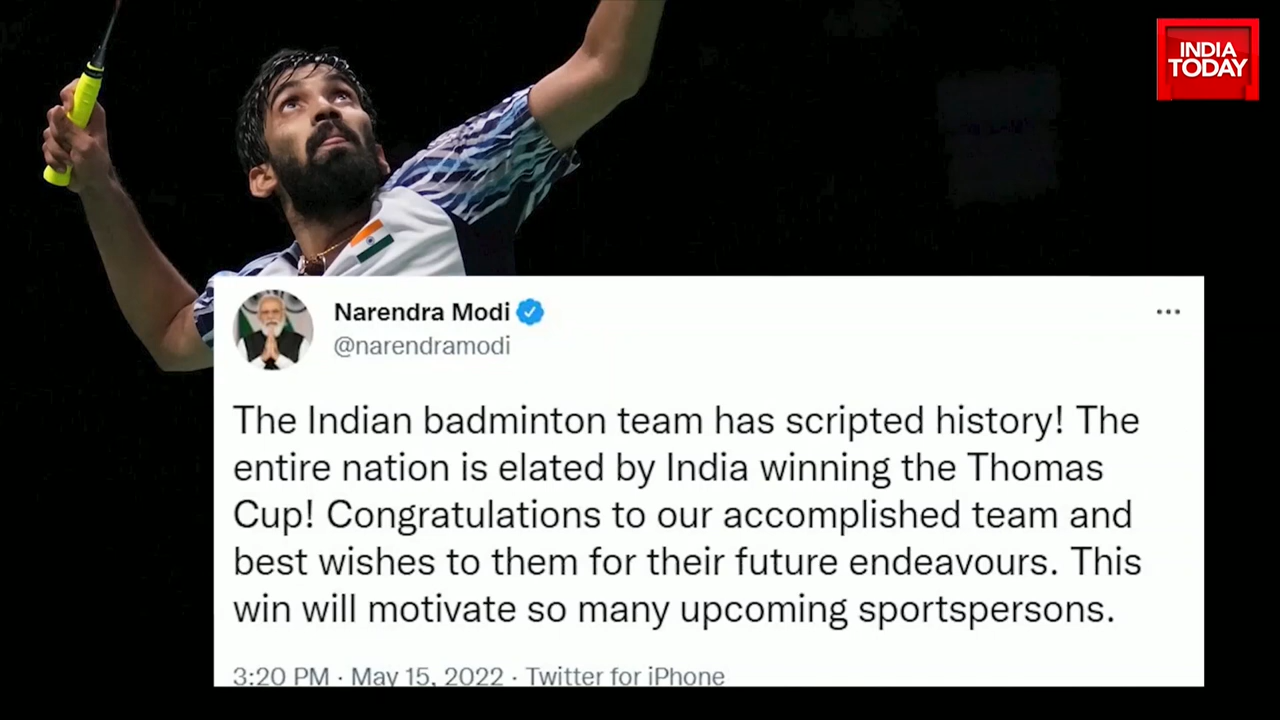 INDIA
TODAY
Narendra Modi
@narendramodi
The Indian badminton team has scripted history! The
entire nation is elated by India winning the Thomas
Cup! Congratulations to our accomplished team and
best wishes to them for their future endeavours. This
win will motivate so many upcoming sportspersons.
3:20 PM · May 15, 2022 · Twitter for iPhone